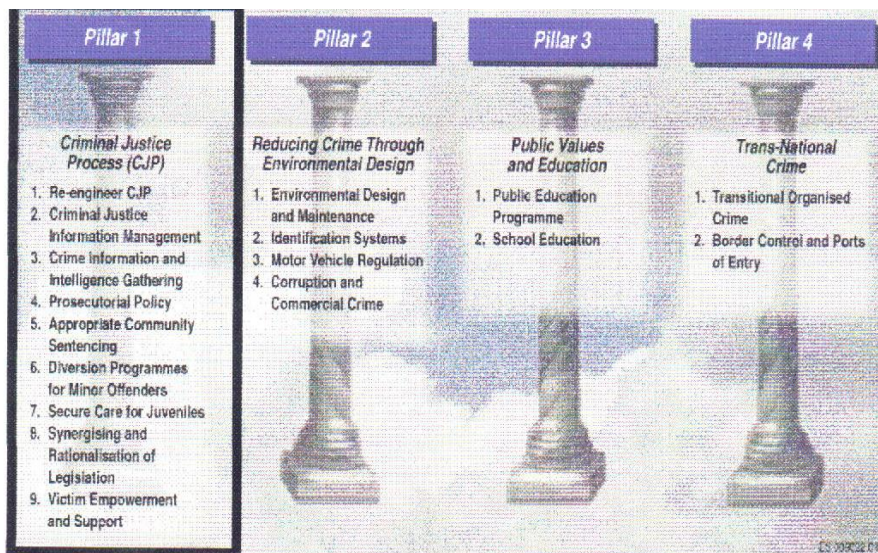 Pillar 1
Criminal Justice
Process (CJP)
1. Re-engineer CJP
2. Criminal Justice
Information Management
3. Crime Information and
Intelligence Gathering
4. Prosecutorial Policy
5. Appropriate Community
Sentencing
6. Diversion Programmes
for Minor Offenders
7. Secure Care for Juveniles
8. Synergising and
Rationalisation of
Legislation
9. Victim Empowerment
and Support
Pillar 2
Reducing Crime Through
Environmental Design
1. Environmental Design
and Maintenance
2. Identification Systems
3. Motor Vehicle Regulation
4. Corruption and
Commercial Crime
Pillar 3
Public Values
and Education
1. Public Education
Programme
2. School Education
Pillar 4
Trans-National
Crime
1. Transitional Organised
Crime
2. Border Control and Ports
of Entry